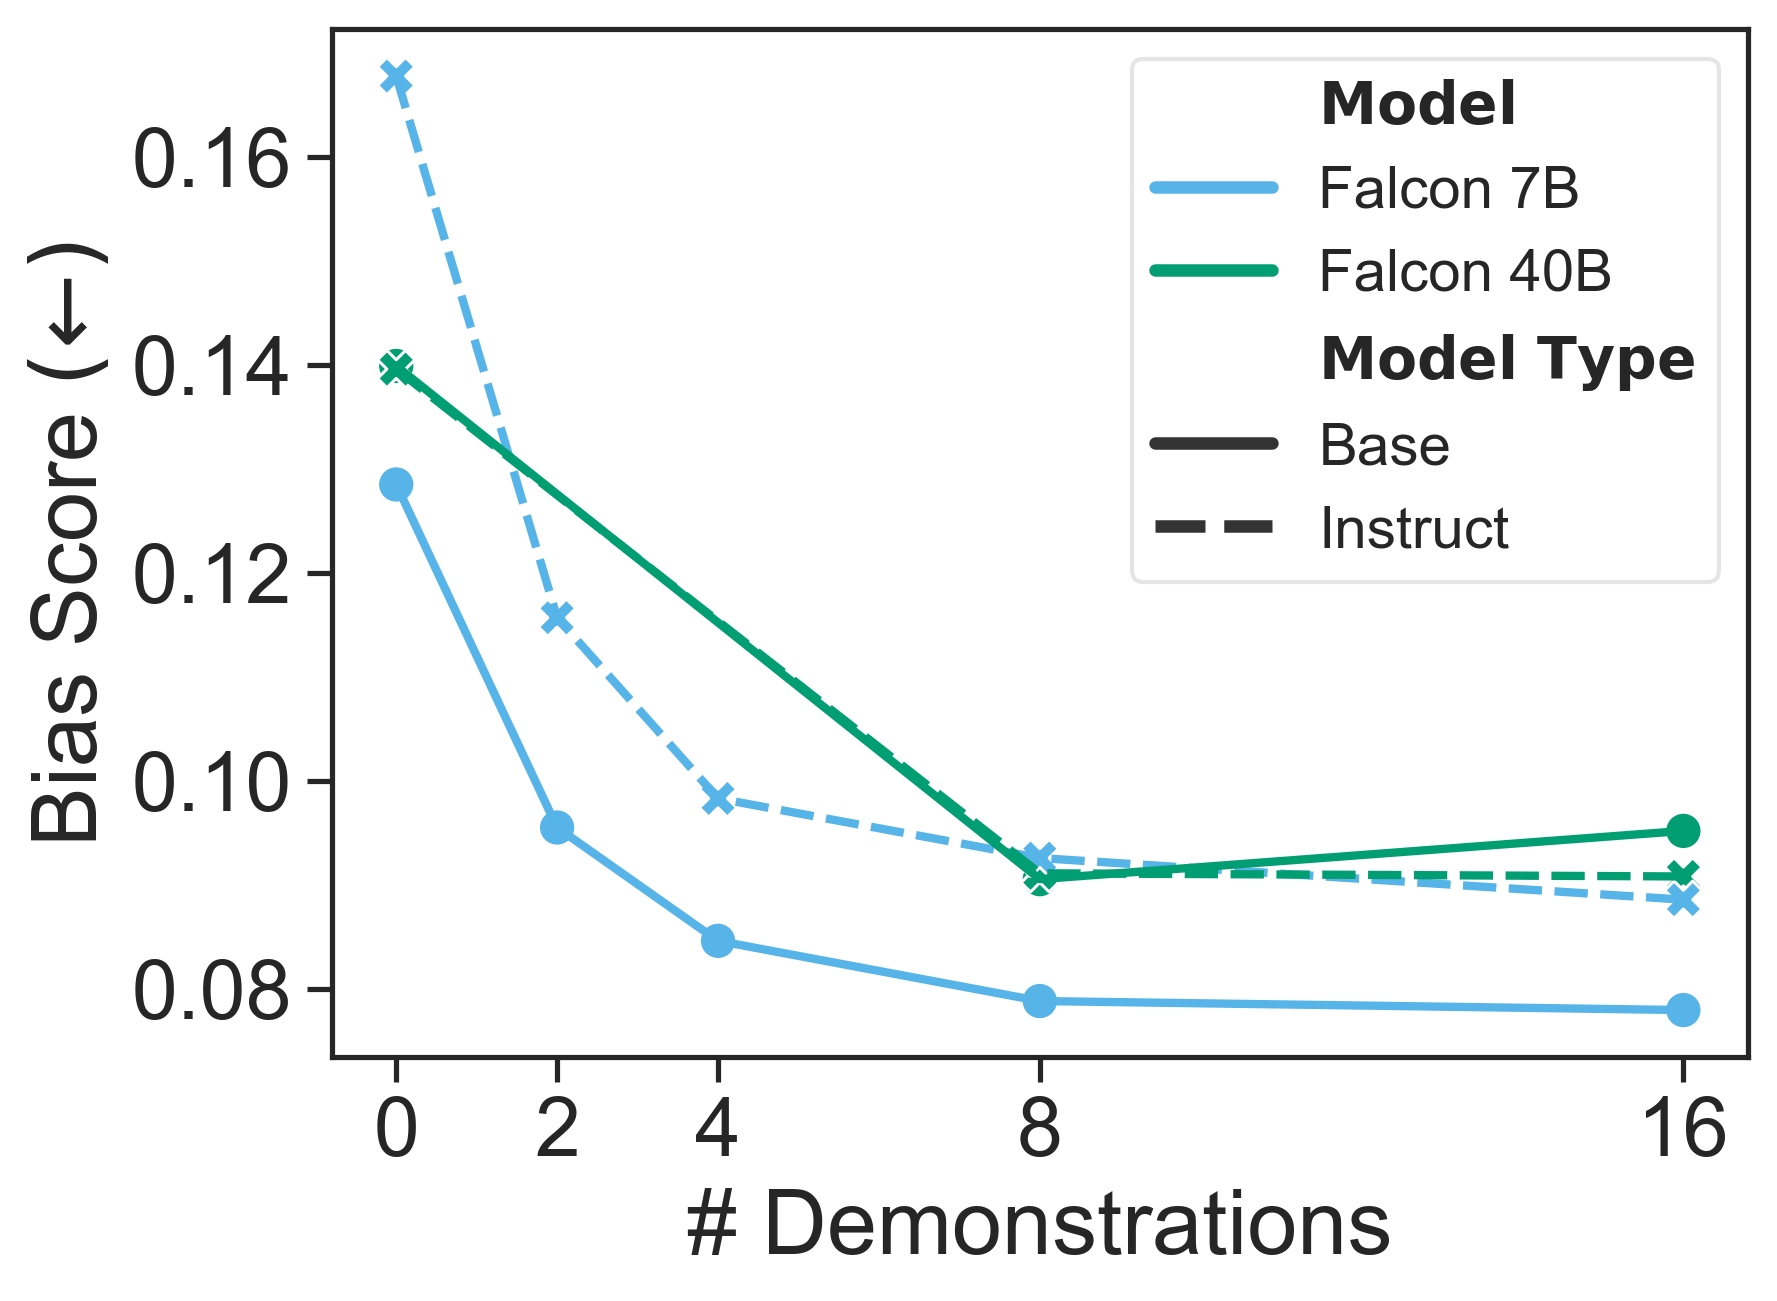 Bias Score (←)
0.16
0.14
0.12
0.10
0.08
Model
Falcon 7B
Falcon 40B
Model Type
Base
Instruct
0 2 4 8 16
# Demonstrations